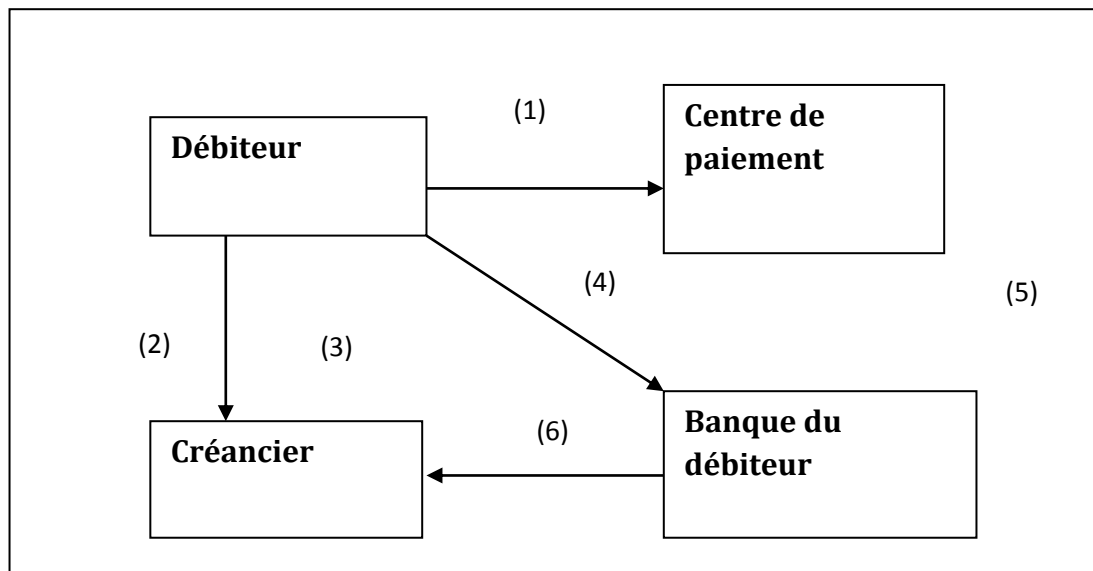 (1)
Centre de
paiement
Débiteur
(4)
(5)
(2)
(3)
Banque du
débiteur
(6)
Créancier